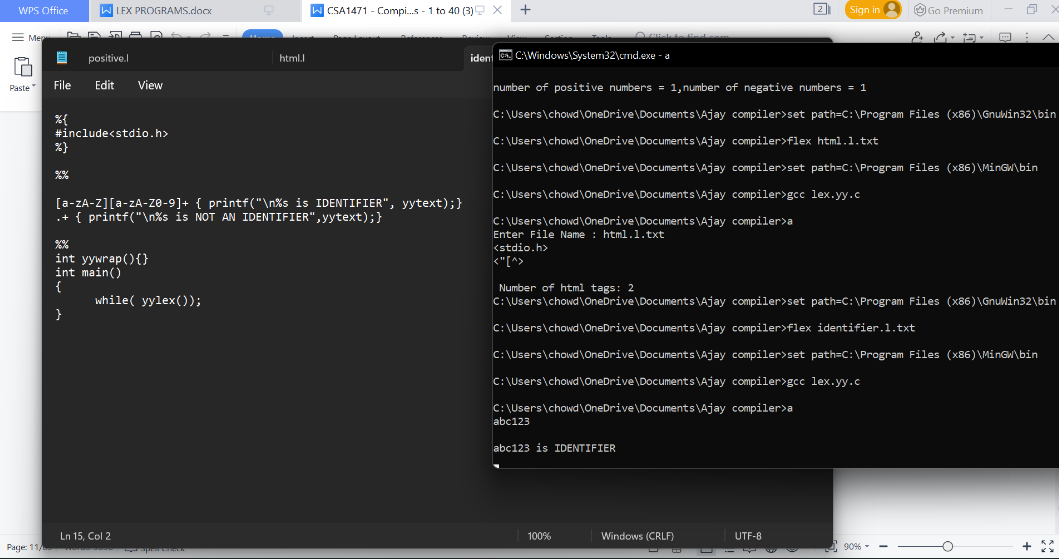 WPS Office
LEX PROGRAMS.docx
CSA1471 - Compi...s - 1 to 40 (3)
2
Sign in
Go Premium
Menu
Paste
positive.l
html.l
File
Edit
View
%{
#include<stdio.h>
%}
%%
[a-zA-Z][a-zA-Z0-9]+ { printf("\n%s is IDENTIFIER", yytext);}
.+ { printf("\n%s is NOT AN IDENTIFIER",yytext);}
%%
int yywrap(){}
int main()
{
while( yylex());
}
Ln 15, Col 2
100%
Windows (CRLF)
UTF-8
C:\Windows\System32\cmd.exe - a
number of positive numbers = 1,number of negative numbers = 1
C:\Users\chowd\OneDrive\Documents\Ajay compiler>set path=C:\Program Files (x86)\GnuWin32\bin
C:\Users\chowd\OneDrive\Documents\Ajay compiler>flex html.l.txt
C:\Users\chowd\OneDrive\Documents\Ajay compiler>set path=C:\Program Files (x86)\MinGW\bin
C:\Users\chowd\OneDrive\Documents\Ajay compiler>gcc lex.yy.c
C:\Users\chowd\OneDrive\Documents\Ajay compiler>a
Enter File Name : html.l.txt
<stdio.h>
<"[^>
Number of html tags: 2
C:\Users\chowd\OneDrive\Documents\Ajay compiler>set path=C:\Program Files (x86)\GnuWin32\bin
C:\Users\chowd\OneDrive\Documents\Ajay compiler>flex identifier.l.txt
C:\Users\chowd\OneDrive\Documents\Ajay compiler>set path=C:\Program Files (x86)\MinGW\bin
C:\Users\chowd\OneDrive\Documents\Ajay compiler>gcc lex.yy.c
C:\Users\chowd\OneDrive\Documents\Ajay compiler>a
abc123
abc123 is IDENTIFIER
90%